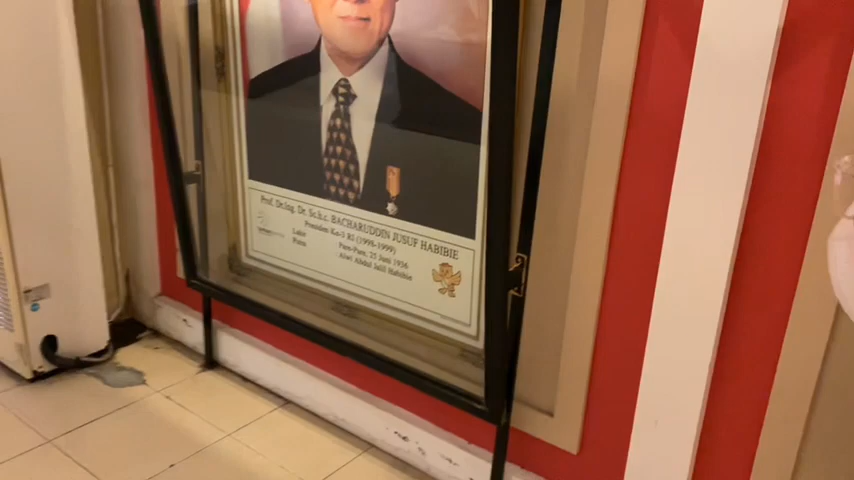 Prof. Dr.Ing. Dr. Sc.h.c. BACHARUDDIN JUSUF HABIBIE
Presiden Ke-3 RI (1998-1999)
Lahir Pare-Pare, 25 Juni 1936
Putra Alwi Abdul Jalil Habibie